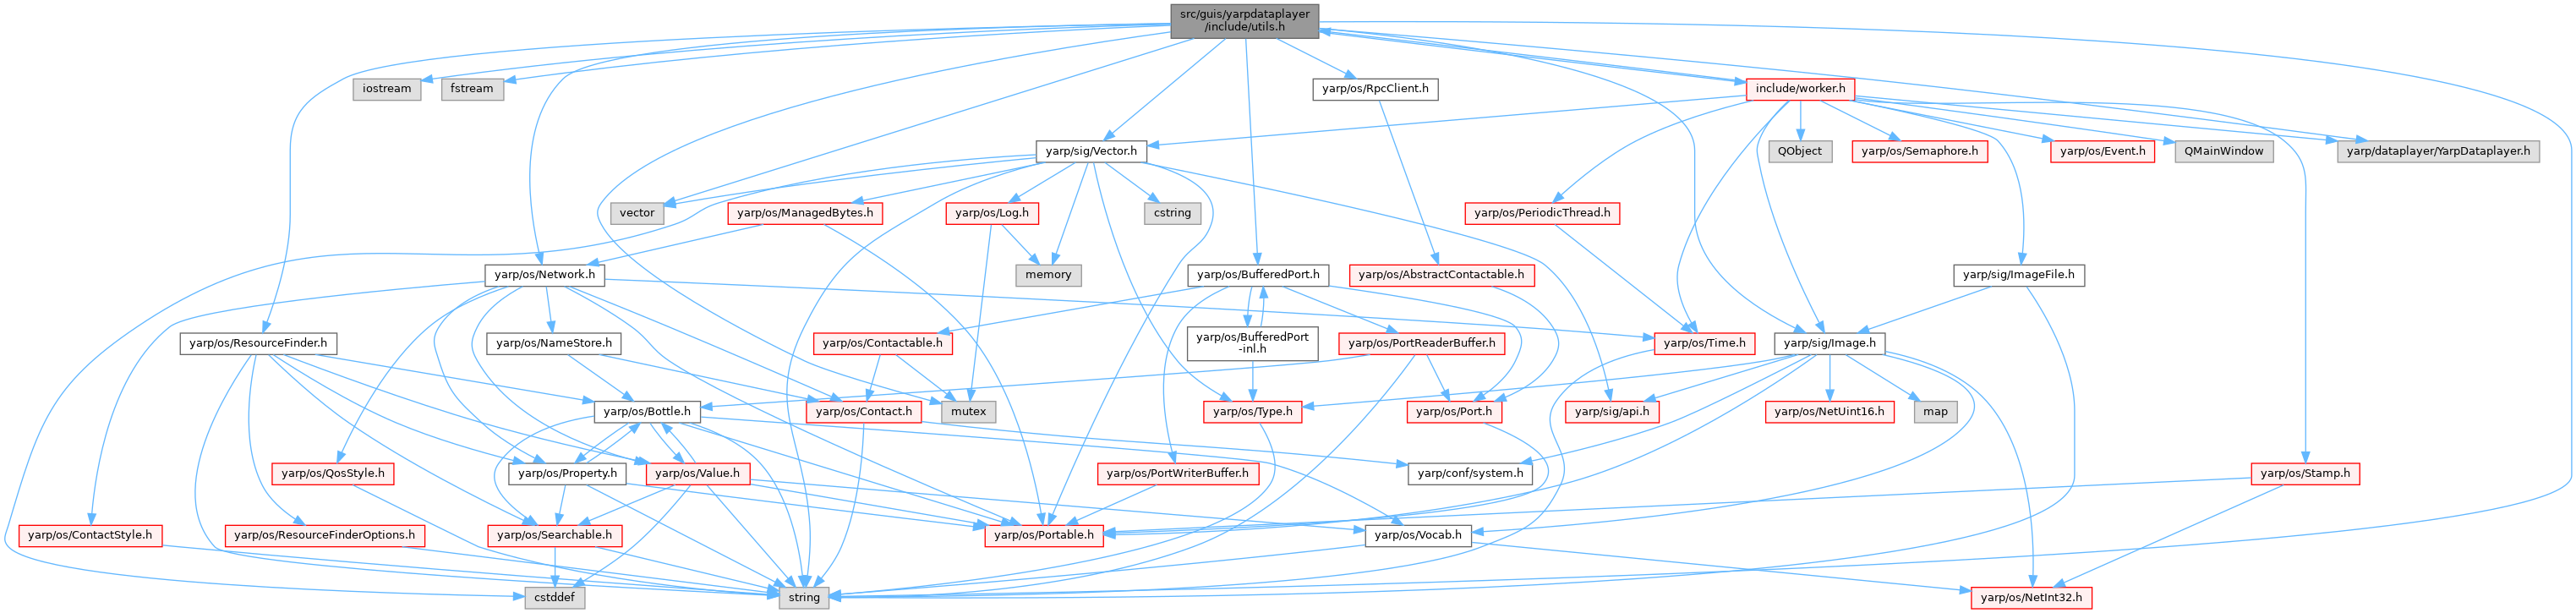 src/guis/yarpdataplayer
/include/utils.h
iostream
fstream
yarp/os/RpcClient.h
include/worker.h
yarp/sig/Vector.h
QObject
yarp/os/Semaphore.h
yarp/os/Event.h
QMainWindow
yarp/dataplayer/YarpDataplayer.h
vector
yarp/os/ManagedBytes.h
yarp/os/Log.h
cstring
yarp/os/PeriodicThread.h
yarp/os/Network.h
memory
yarp/os/BufferedPort.h
yarp/os/AbstractContactable.h
yarp/sig/ImageFile.h
yarp/os/ResourceFinder.h
yarp/os/NameStore.h
yarp/os/Contactable.h
yarp/os/BufferedPort
-inl.h
yarp/os/PortReaderBuffer.h
yarp/os/Time.h
yarp/sig/Image.h
yarp/os/Bottle.h
yarp/os/Contact.h
mutex
yarp/os/Type.h
yarp/os/Port.h
yarp/sig/api.h
yarp/os/NetUint16.h
map
yarp/os/QosStyle.h
yarp/os/Property.h
yarp/os/Value.h
yarp/os/PortWriterBuffer.h
yarp/conf/system.h
yarp/os/Stamp.h
yarp/os/ContactStyle.h
yarp/os/ResourceFinderOptions.h
yarp/os/Searchable.h
yarp/os/Portable.h
yarp/os/Vocab.h
cstddef
string
yarp/os/NetInt32.h